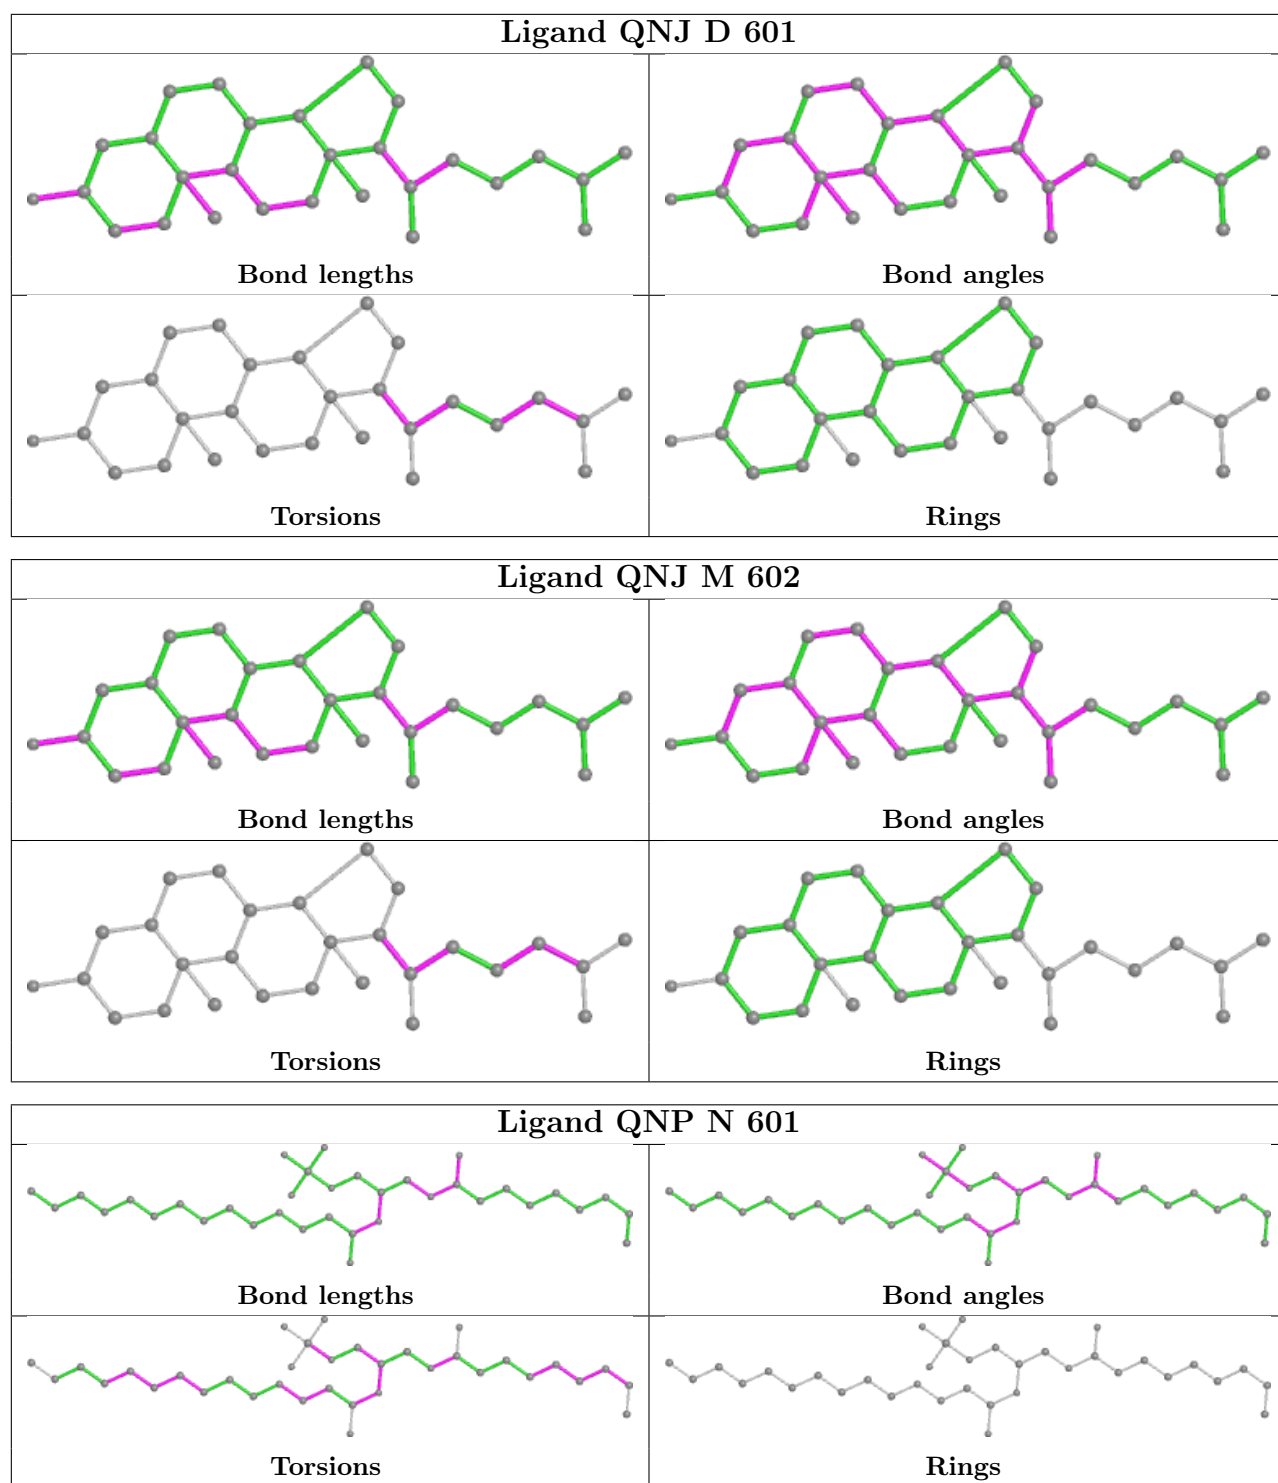 Ligand QNJ D 601
Bond lengths
Bond angles
Torsions
Rings
Ligand QNJ M 602
Bond lengths
Bond angles
Torsions
Rings
Ligand QNP N 601
Bond lengths
Bond angles
Torsions
Rings